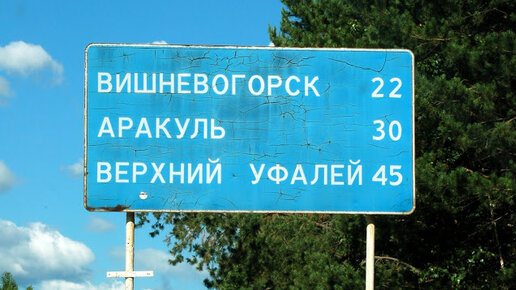 ВИШНЕВОГОРСК 22
АРАКУЛЬ 30
ВЕРХНИЙ УФАЛЕЙ 45